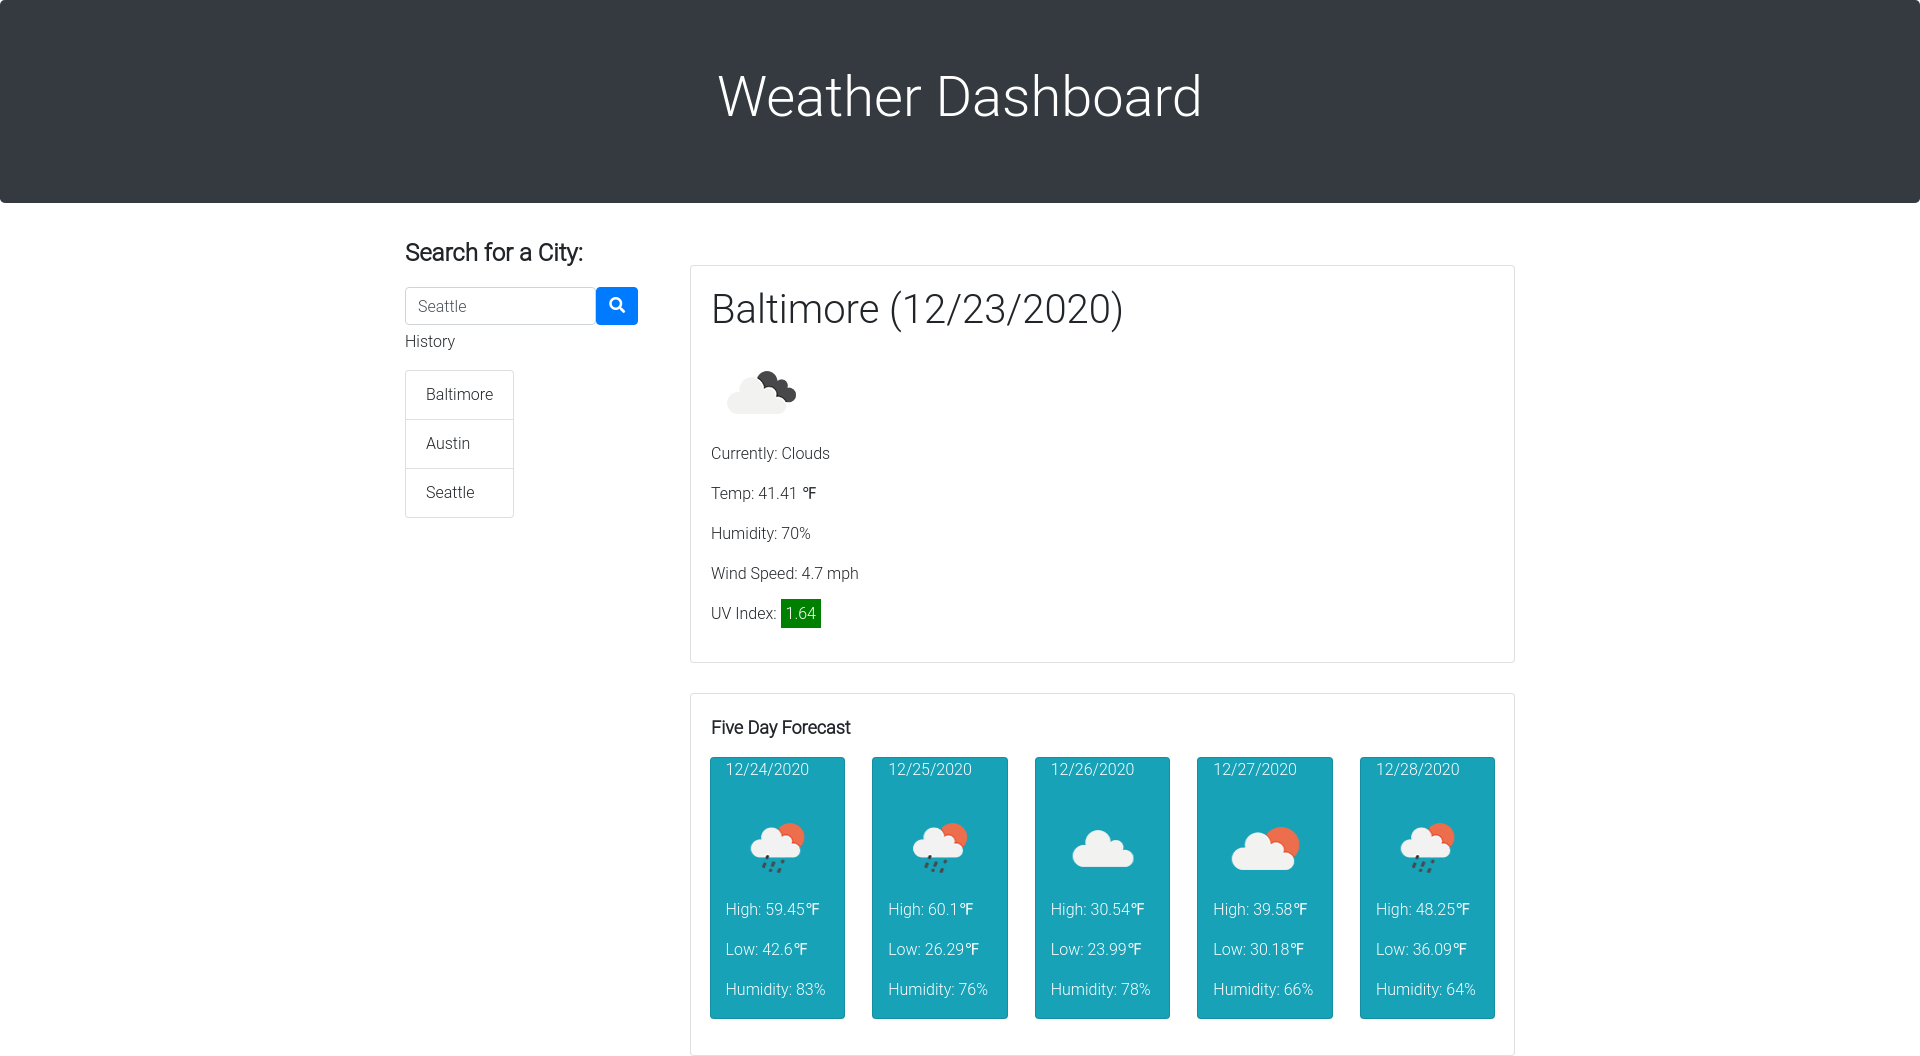 Weather Dashboard
Search for a City:
Seattle
History
Baltimore
Austin
Seattle
Baltimore (12/23/2020)
Currently: Clouds
Temp: 41.41 ℉
Humidity: 70%
Wind Speed: 4.7 mph
UV Index: 1.64
Five Day Forecast
12/24/2020
High: 59.45℉
Low: 42.6℉
Humidity: 83%
12/25/2020
High: 60.1℉
Low: 26.29℉
Humidity: 76%
12/26/2020
High: 30.54℉
Low: 23.99℉
Humidity: 78%
12/27/2020
High: 39.58℉
Low: 30.18℉
Humidity: 66%
12/28/2020
High: 48.25℉
Low: 36.09℉
Humidity: 64%